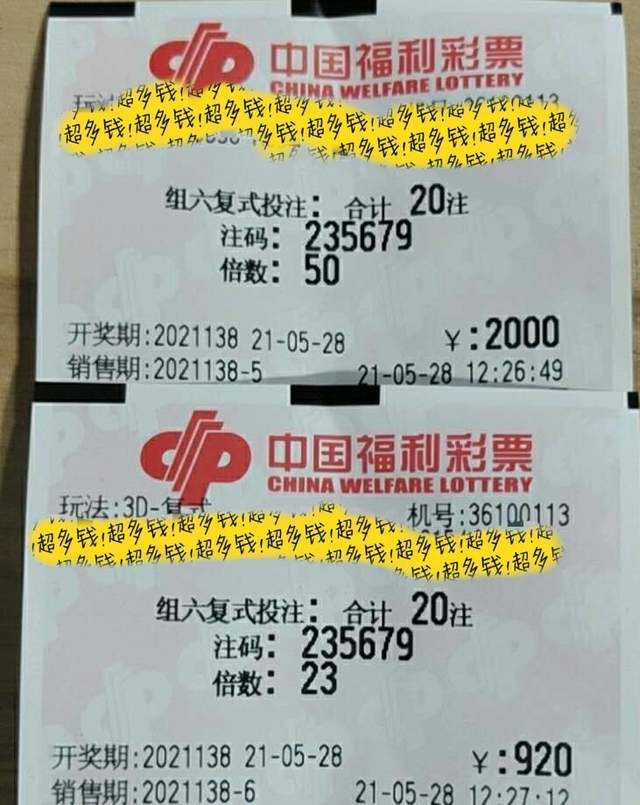 中国福利彩票
CHINA WELFARE LOTTERY
超多钱!超多钱!超多钱!超多钱!
超多钱!超多钱!超多钱!超多钱!超多钱!超多钱!超多钱!
组六复式投注: 合计 20注
注码: 235679
倍数: 50
开奖期:2021138 21-05-28 ¥:2000
销售期:2021138-5 21-05-28 12:26:49
中国福利彩票
CHINA WELFARE LOTTERY
玩法:3D-复式 机号:36100113
超多钱!超多钱!超多钱!超多钱!超多钱!超多钱!超多钱!
组六复式投注: 合计 20注
注码: 235679
倍数: 23
开奖期:2021138 21-05-28 ¥:920
销售期:2021138-6 21-05-28 12:27:12